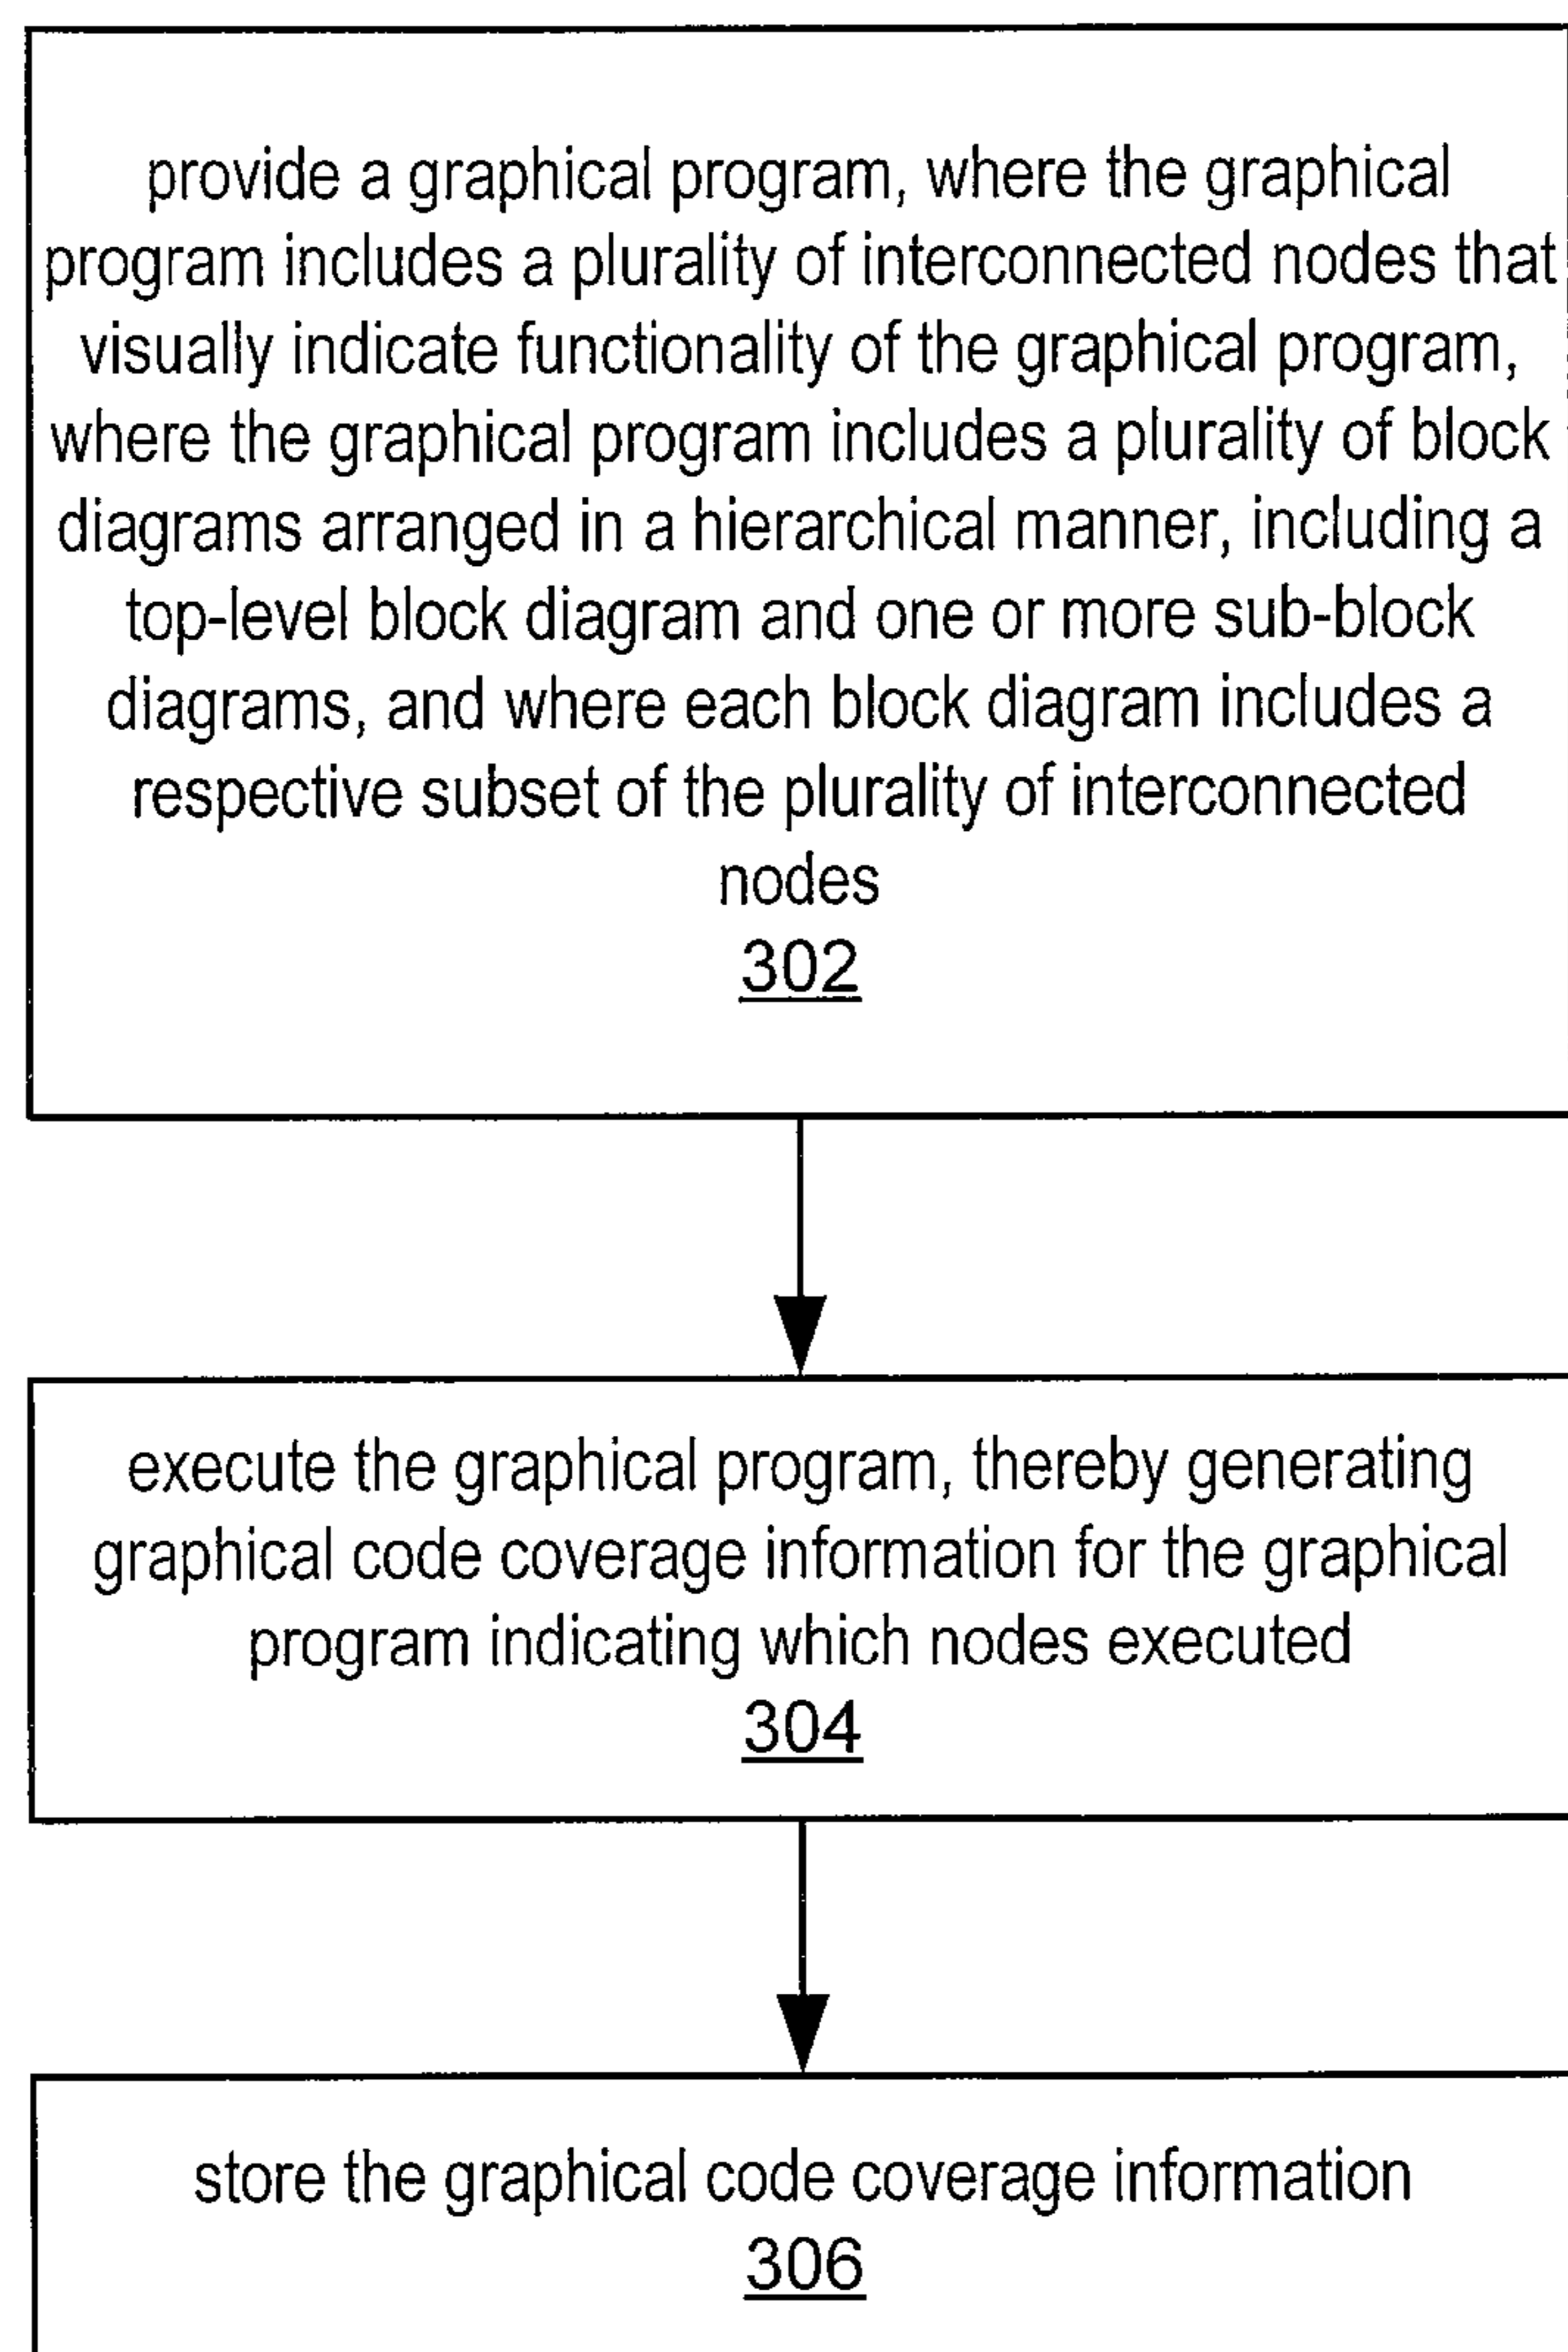 provide a graphical program, where the graphical
program includes a plurality of interconnected nodes that
visually indicate functionality of the graphical program,
where the graphical program includes a plurality of block
diagrams arranged in a hierarchical manner, including a
top-level block diagram and one or more sub-block
diagrams, and where each block diagram includes a
respective subset of the plurality of interconnected
nodes
302
execute the graphical program, thereby generating
graphical code coverage information for the graphical
program indicating which nodes executed
304
store the graphical code coverage information
306